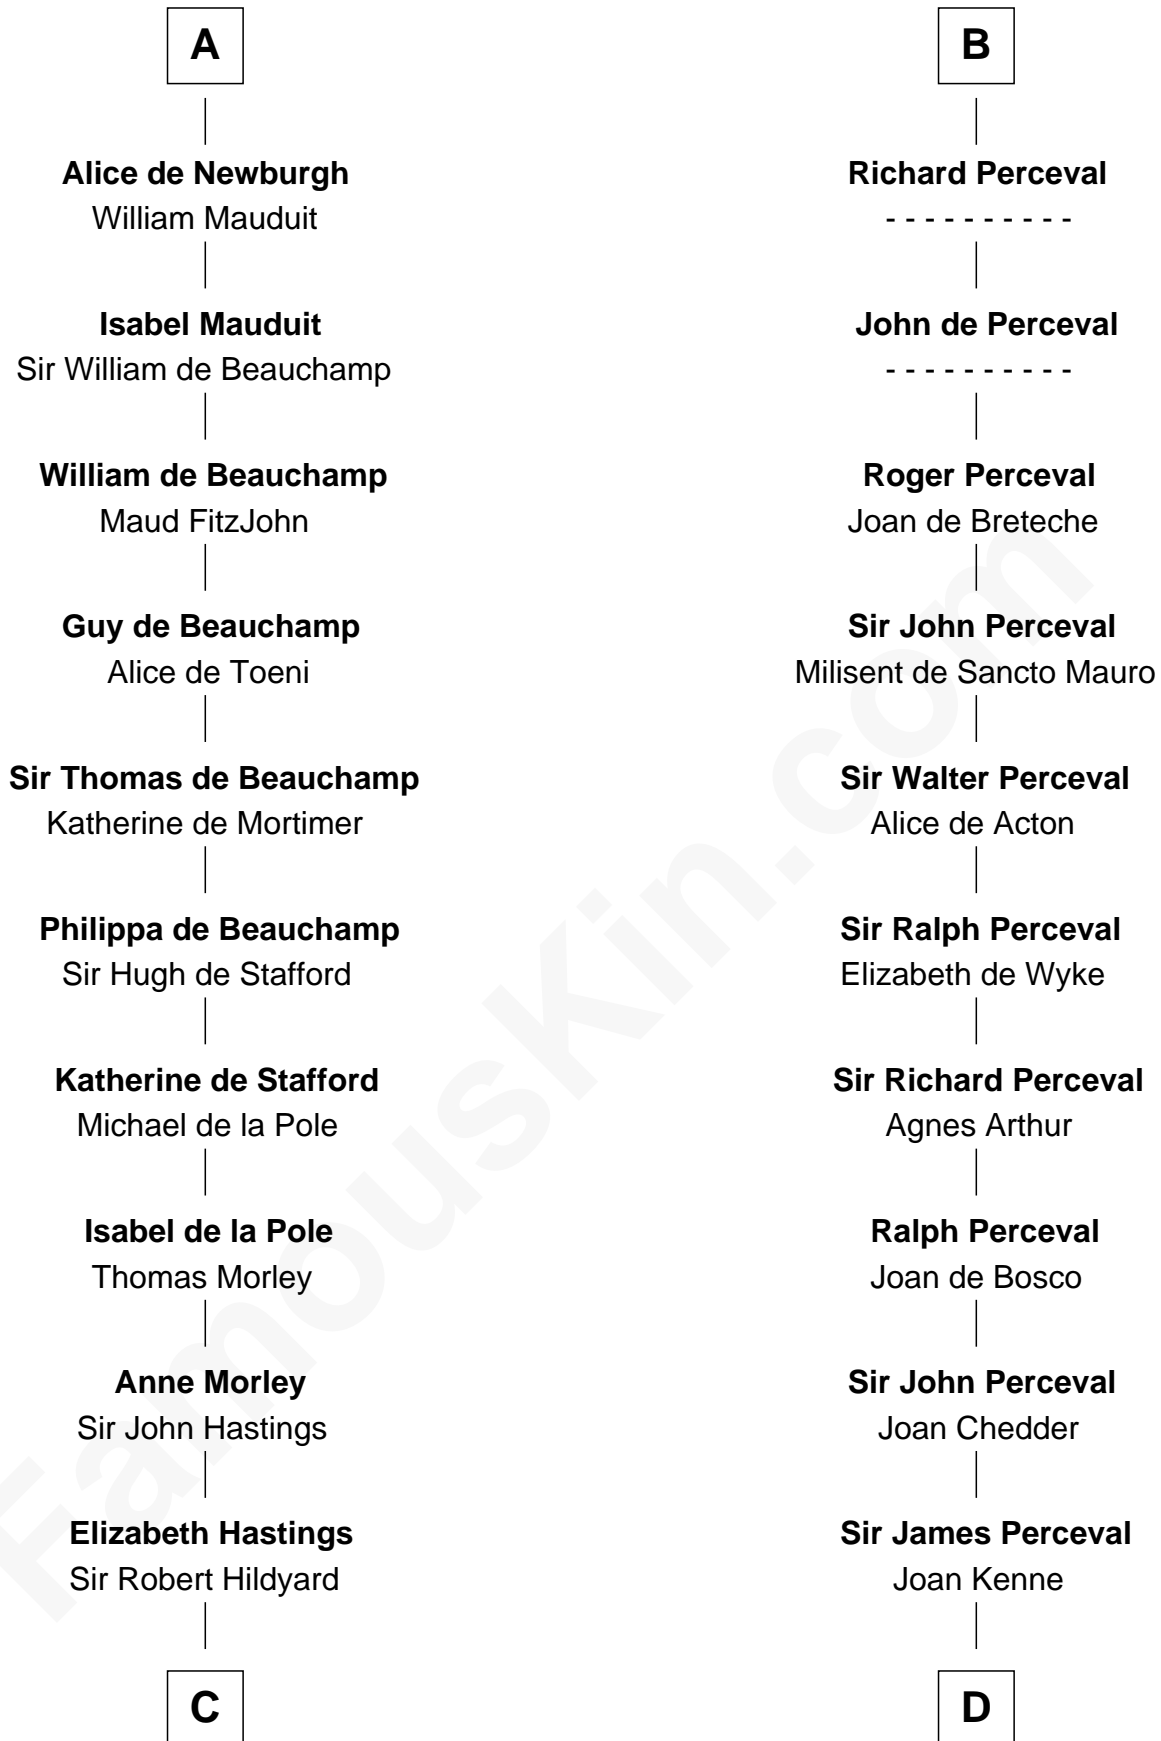 A
Alice de Newburgh
William Mauduit
Isabel Mauduit
Sir William de Beauchamp
William de Beauchamp
Maud FitzJohn
Guy de Beauchamp
Alice de Toeni
Sir Thomas de Beauchamp
Katherine de Mortimer
Philippa de Beauchamp
Sir Hugh de Stafford
Katherine de Stafford
Michael de la Pole
Isabel de la Pole
Thomas Morley
Anne Morley
Sir John Hastings
Elizabeth Hastings
Sir Robert Hildyard
C
B
Richard Perceval
- - - - - - - - - -
John de Perceval
- - - - - - - - - -
Roger Perceval
Joan de Breteche
Sir John Perceval
Milisent de Sancto Mauro
Sir Walter Perceval
Alice de Acton
Sir Ralph Perceval
Elizabeth de Wyke
Sir Richard Perceval
Agnes Arthur
Ralph Perceval
Joan de Bosco
Sir John Perceval
Joan Chedder
Sir James Perceval
Joan Kenne
D
FamousKin.com